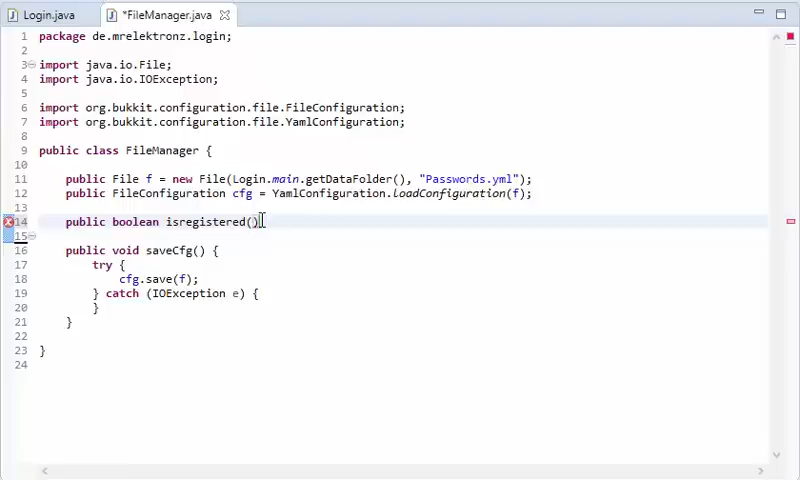 Login.java *FileManager.java
1 package de.mrelektronz.login;
2
3 import java.io.File;
4 import java.io.IOException;
5
6 import org.bukkit.configuration.file.FileConfiguration;
7 import org.bukkit.configuration.file.YamlConfiguration;
8
9 public class FileManager {
10
11 public File f = new File(Login.main.getDataFolder(), "Passwords.yml");
12 public FileConfiguration cfg = YamlConfiguration.loadConfiguration(f);
13
14 public boolean isregistered()
15
16 public void saveCfg() {
17 try {
18 cfg.save(f);
19 } catch (IOException e) {
20 }
21 }
22
23 }
24